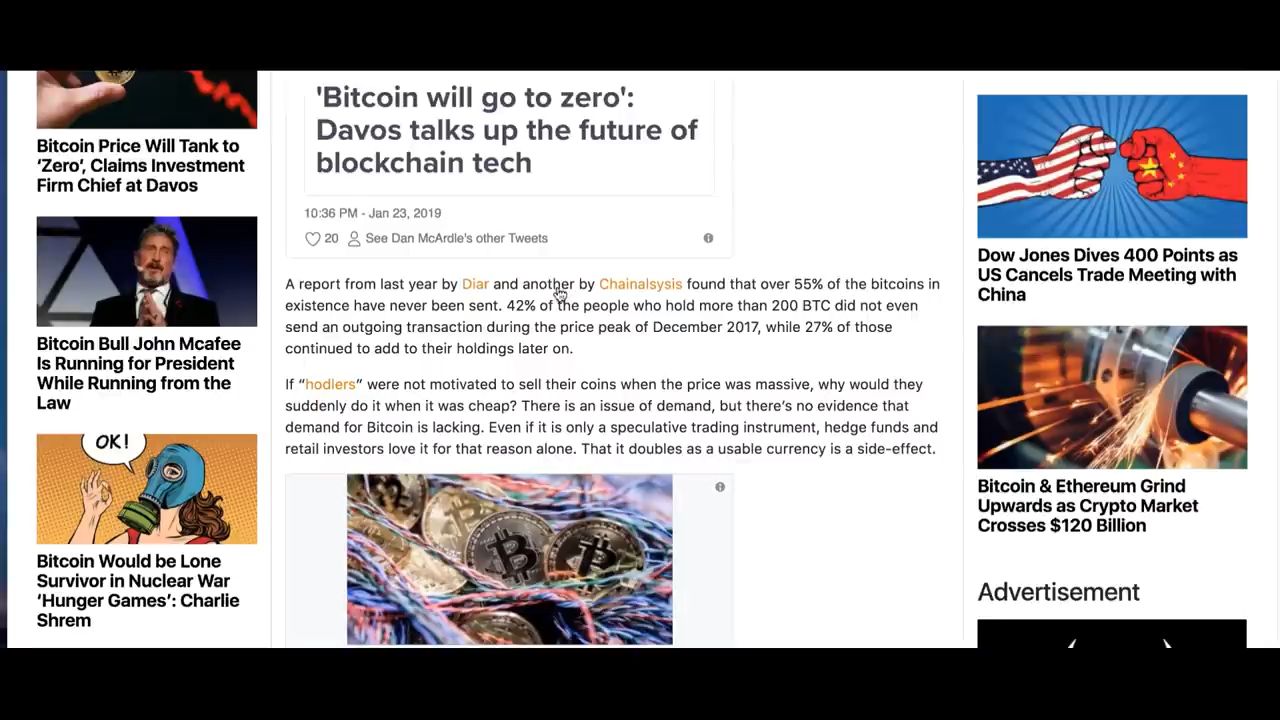 Bitcoin Price Will Tank to
‘Zero’, Claims Investment
Firm Chief at Davos
Bitcoin Bull John Mcafee
Is Running for President
While Running from the
Law
OK!
Bitcoin Would be Lone
Survivor in Nuclear War
‘Hunger Games’: Charlie
Shrem
'Bitcoin will go to zero':
Davos talks up the future of
blockchain tech
10:36 PM - Jan 23, 2019
20 See Dan McArdle's other Tweets
A report from last year by Diar and another by Chainalsysis found that over 55% of the bitcoins in
existence have never been sent. 42% of the people who hold more than 200 BTC did not even
send an outgoing transaction during the price peak of December 2017, while 27% of those
continued to add to their holdings later on.
If “hodlers” were not motivated to sell their coins when the price was massive, why would they
suddenly do it when it was cheap? There is an issue of demand, but there’s no evidence that
demand for Bitcoin is lacking. Even if it is only a speculative trading instrument, hedge funds and
retail investors love it for that reason alone. That it doubles as a usable currency is a side-effect.
Dow Jones Dives 400 Points as
US Cancels Trade Meeting with
China
Bitcoin & Ethereum Grind
Upwards as Crypto Market
Crosses $120 Billion
Advertisement